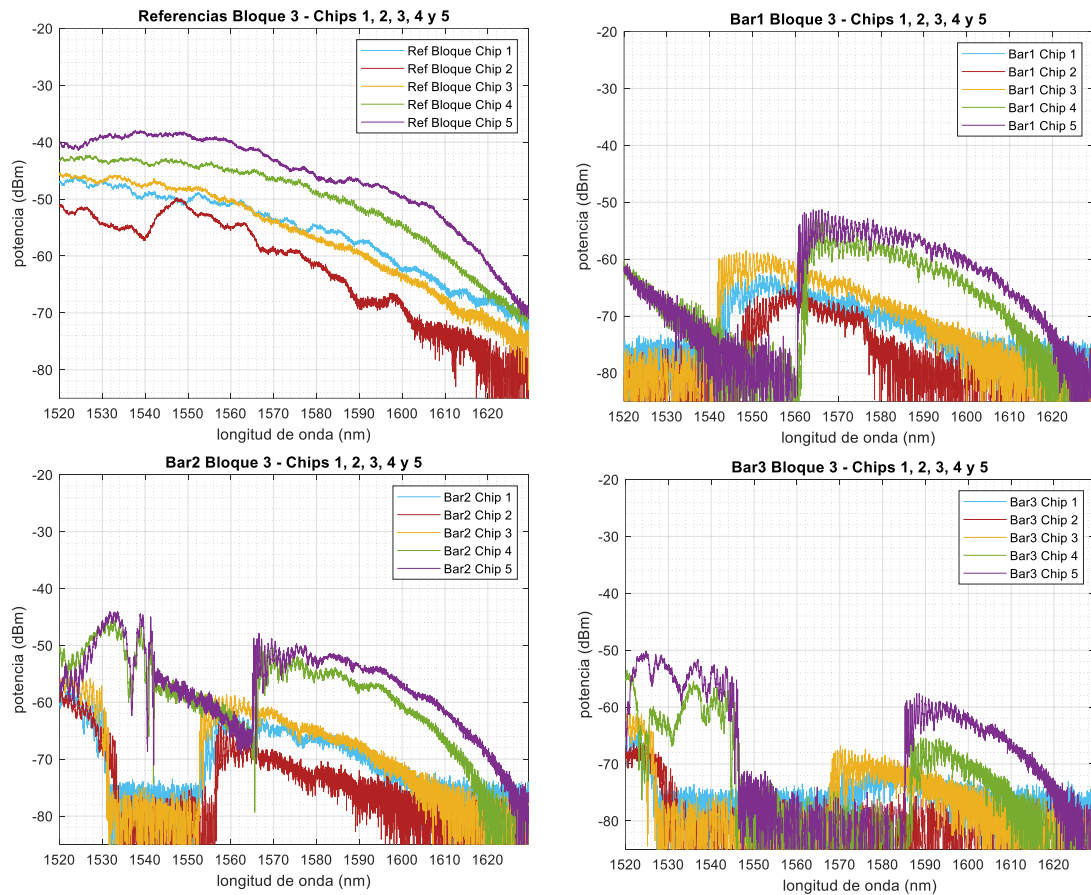 Referencias Bloque 3 - Chips 1, 2, 3, 4 y 5
-20
-30
-40
-50
-60
-70
-80
potencia (dBm)
Ref Bloque Chip 1
Ref Bloque Chip 2
Ref Bloque Chip 3
Ref Bloque Chip 4
Ref Bloque Chip 5
1520 1530 1540 1550 1560 1570 1580 1590 1600 1610 1620
longitud de onda (nm)
Bar1 Bloque 3 - Chips 1, 2, 3, 4 y 5
-20
-30
-40
-50
-60
-70
-80
potencia (dBm)
Bar1 Chip 1
Bar1 Chip 2
Bar1 Chip 3
Bar1 Chip 4
Bar1 Chip 5
1520 1530 1540 1550 1560 1570 1580 1590 1600 1610 1620
longitud de onda (nm)
Bar2 Bloque 3 - Chips 1, 2, 3, 4 y 5
-20
-30
-40
-50
-60
-70
-80
potencia (dBm)
Bar2 Chip 1
Bar2 Chip 2
Bar2 Chip 3
Bar2 Chip 4
Bar2 Chip 5
1520 1530 1540 1550 1560 1570 1580 1590 1600 1610 1620
longitud de onda (nm)
Bar3 Bloque 3 - Chips 1, 2, 3, 4 y 5
-20
-30
-40
-50
-60
-70
-80
potencia (dBm)
Bar3 Chip 1
Bar3 Chip 2
Bar3 Chip 3
Bar3 Chip 4
Bar3 Chip 5
1520 1530 1540 1550 1560 1570 1580 1590 1600 1610 1620
longitud de onda (nm)